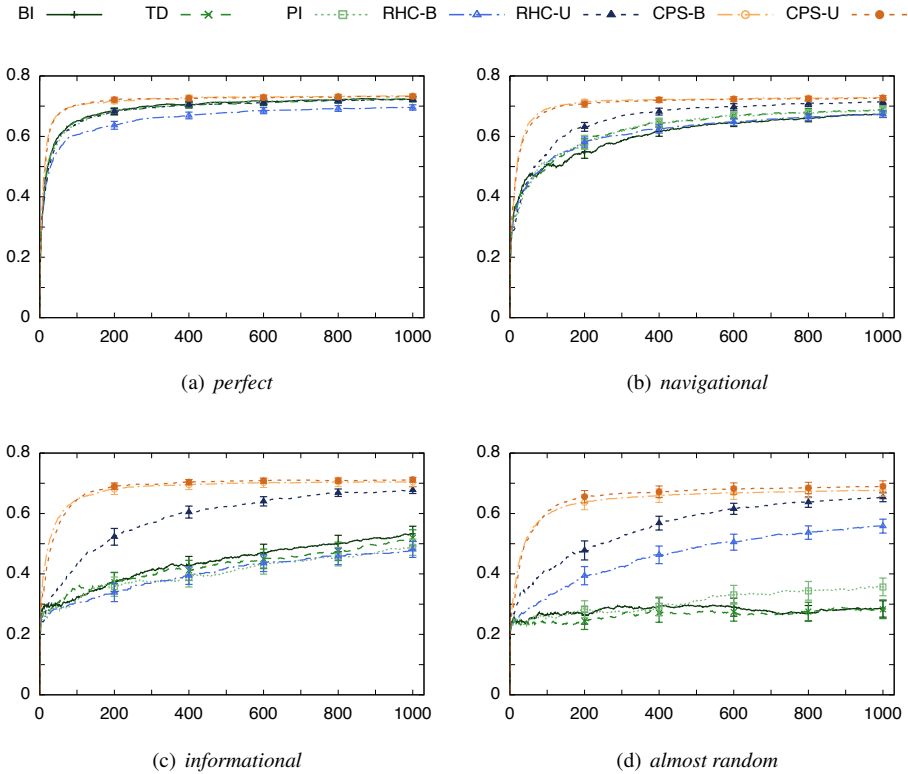 BI TD PI RHC-B RHC-U CPS-B CPS-U
0.8
0.6
0.4
0.2
0
0 200 400 600 800 1000
(a) perfect
0.8
0.6
0.4
0.2
0
0 200 400 600 800 1000
(b) navigational
0.8
0.6
0.4
0.2
0
0 200 400 600 800 1000
(c) informational
0.8
0.6
0.4
0.2
0
0 200 400 600 800 1000
(d) almost random